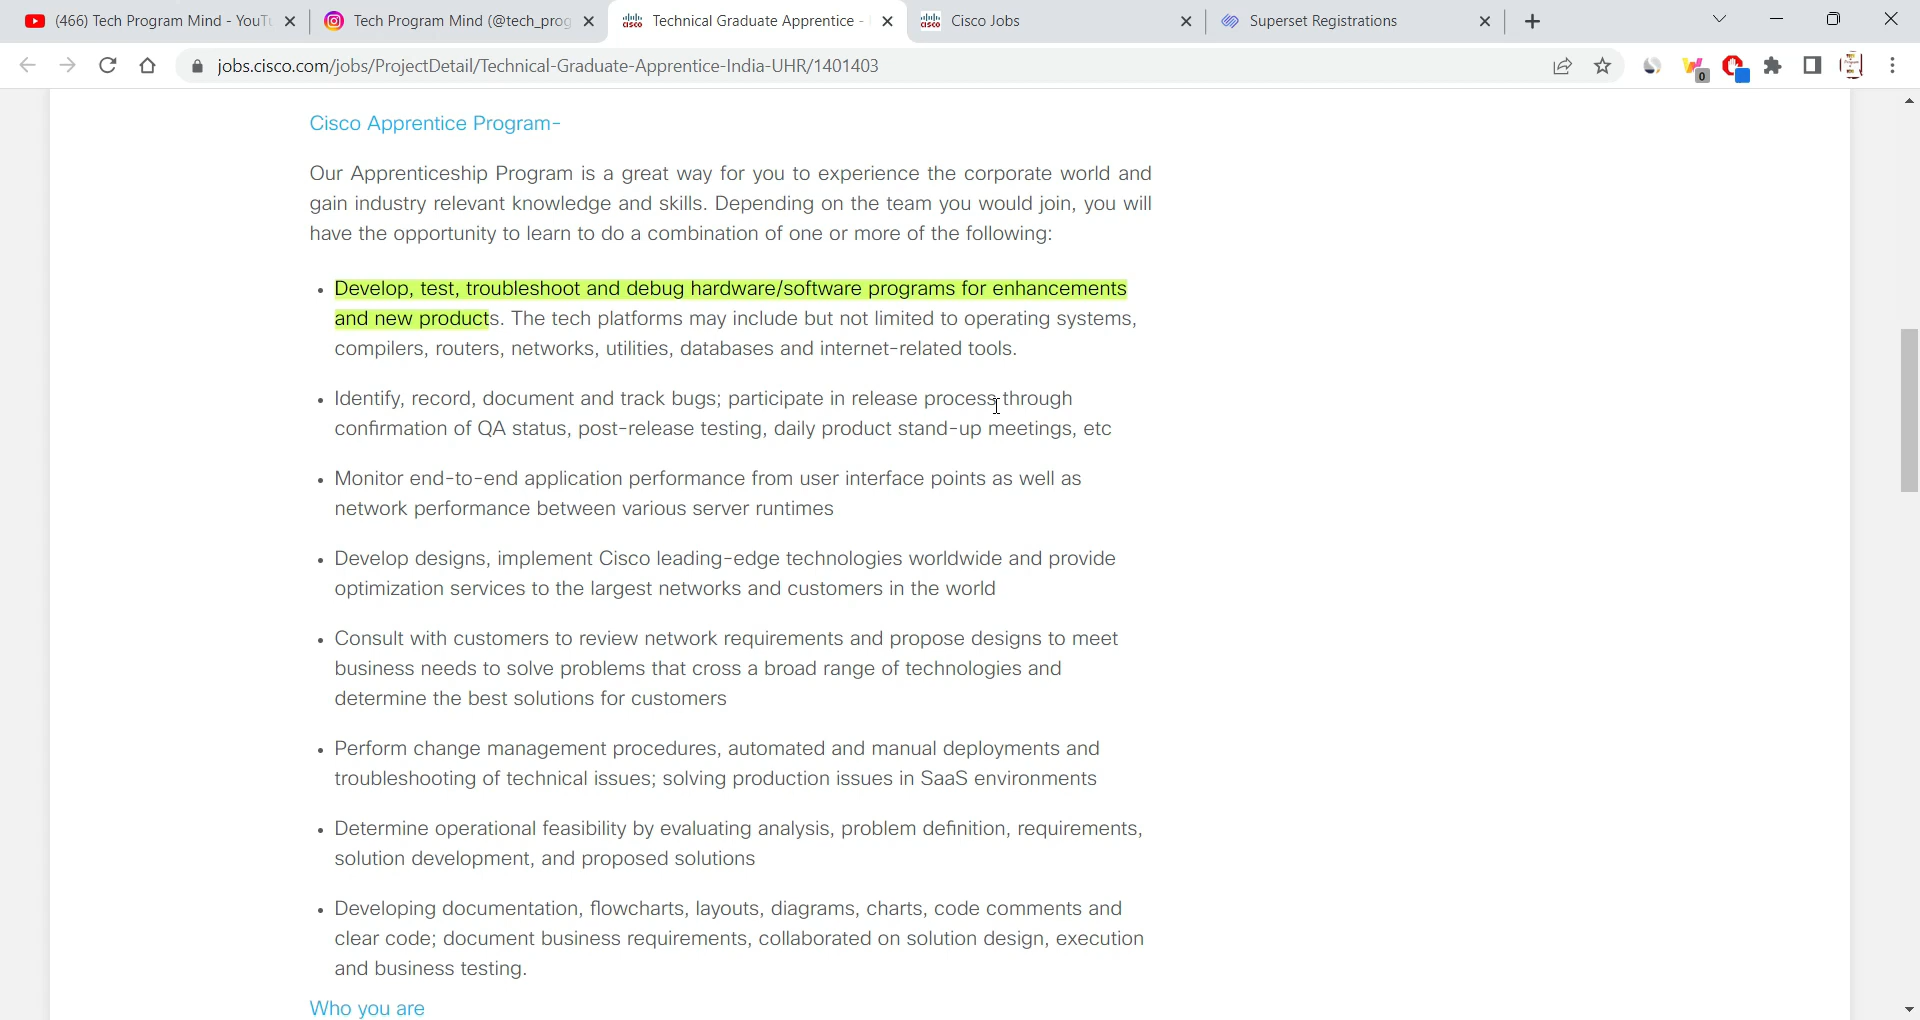 (466) Tech Program Mind - YouT
Tech Program Mind (@tech_prog
Technical Graduate Apprentice -
Cisco Jobs
Superset Registrations
jobs.cisco.com/jobs/ProjectDetail/Technical-Graduate-Apprentice-India-UHR/1401403
0
Cisco Apprentice Program-
Our Apprenticeship Program is a great way for you to experience the corporate world and
gain industry relevant knowledge and skills. Depending on the team you would join, you will
have the opportunity to learn to do a combination of one or more of the following:
• Develop, test, troubleshoot and debug hardware/software programs for enhancements
and new products. The tech platforms may include but not limited to operating systems,
compilers, routers, networks, utilities, databases and internet-related tools.
• Identify, record, document and track bugs; participate in release process through
confirmation of QA status, post-release testing, daily product stand-up meetings, etc
• Monitor end-to-end application performance from user interface points as well as
network performance between various server runtimes
• Develop designs, implement Cisco leading-edge technologies worldwide and provide
optimization services to the largest networks and customers in the world
• Consult with customers to review network requirements and propose designs to meet
business needs to solve problems that cross a broad range of technologies and
determine the best solutions for customers
• Perform change management procedures, automated and manual deployments and
troubleshooting of technical issues; solving production issues in SaaS environments
• Determine operational feasibility by evaluating analysis, problem definition, requirements,
solution development, and proposed solutions
• Developing documentation, flowcharts, layouts, diagrams, charts, code comments and
clear code; document business requirements, collaborated on solution design, execution
and business testing.
Who you are